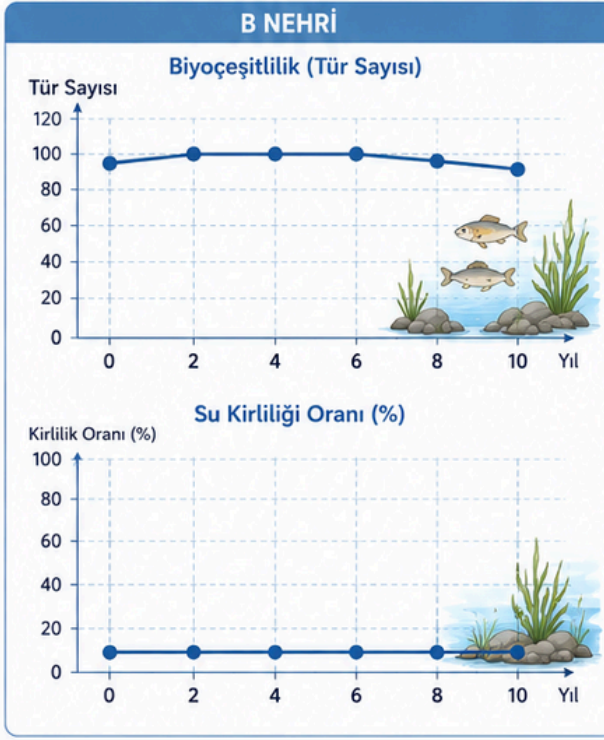 B NEHRİ
Biyoçeşitlilik (Tür Sayısı)
Tür Sayısı
120
100
80
60
40
20
0
0 2 4 6 8 10 Yıl
Su Kirliliği Oranı (%)
Kirlilik Oranı (%)
100
80
60
40
20
0
0 2 4 6 8 10 Yıl